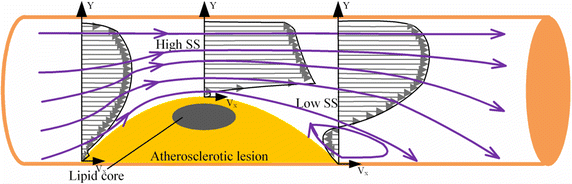 Y
Y
Y
High SS
Low SS
Vx
Vx
Vx
Atherosclerotic lesion
Lipid core